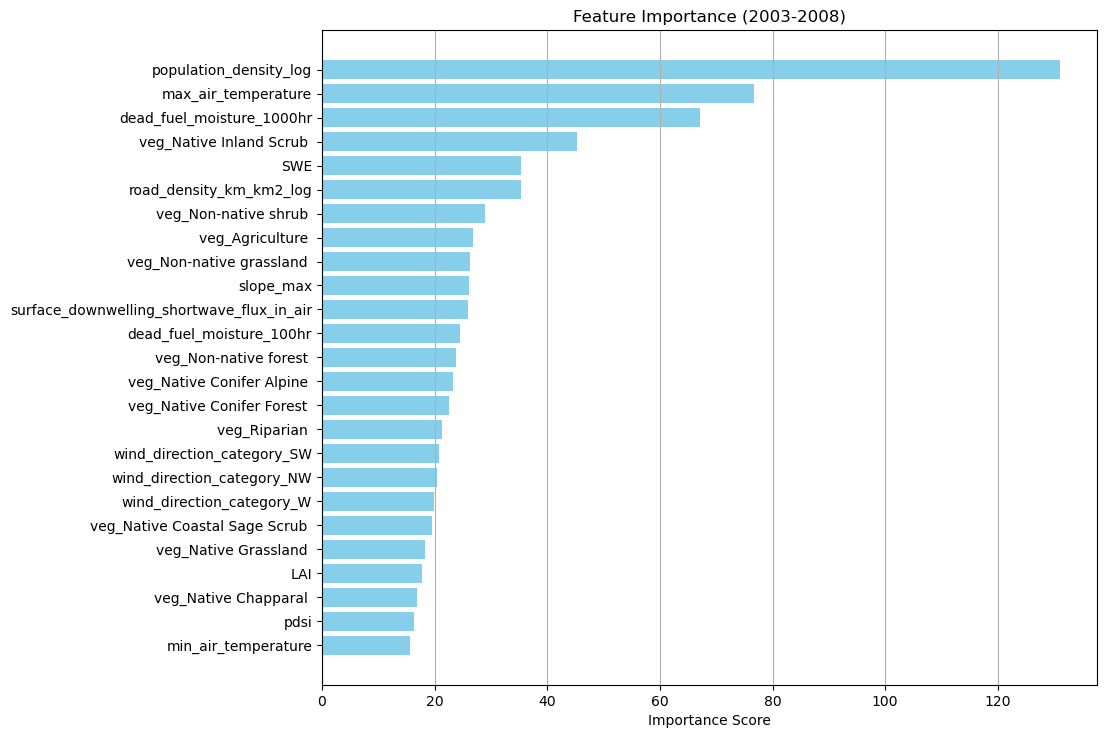 Feature Importance (2003-2008)
population_density_log
max_air_temperature
dead_fuel_moisture_1000hr
veg_Native Inland Scrub
SWE
road_density_km_km2_log
veg_Non-native shrub
veg_Agriculture
veg_Non-native grassland
slope_max
surface_downwelling_shortwave_flux_in_air
dead_fuel_moisture_100hr
veg_Non-native forest
veg_Native Conifer Alpine
veg_Native Conifer Forest
veg_Riparian
wind_direction_category_SW
wind_direction_category_NW
wind_direction_category_W
veg_Native Coastal Sage Scrub
veg_Native Grassland
LAI
veg_Native Chapparal
pdsi
min_air_temperature
0 20 40 60 80 100 120
Importance Score